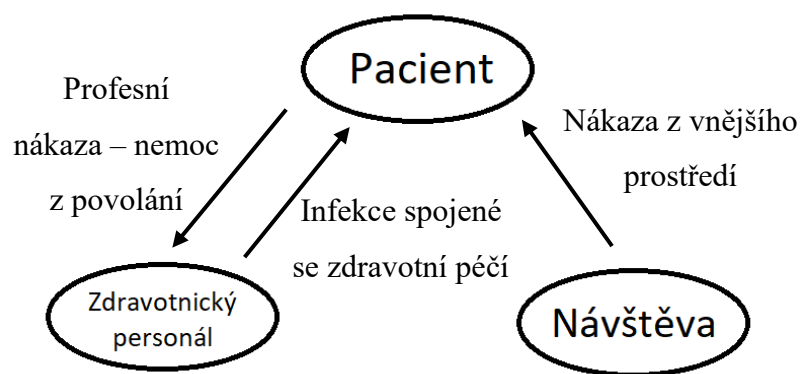 Pacient
Profesní
nákaza – nemoc
z povolání
Nákaza z vnějšího
prostředí
Infekce spojené
se zdravotní péčí
Zdravotnický
personál
Návštěva